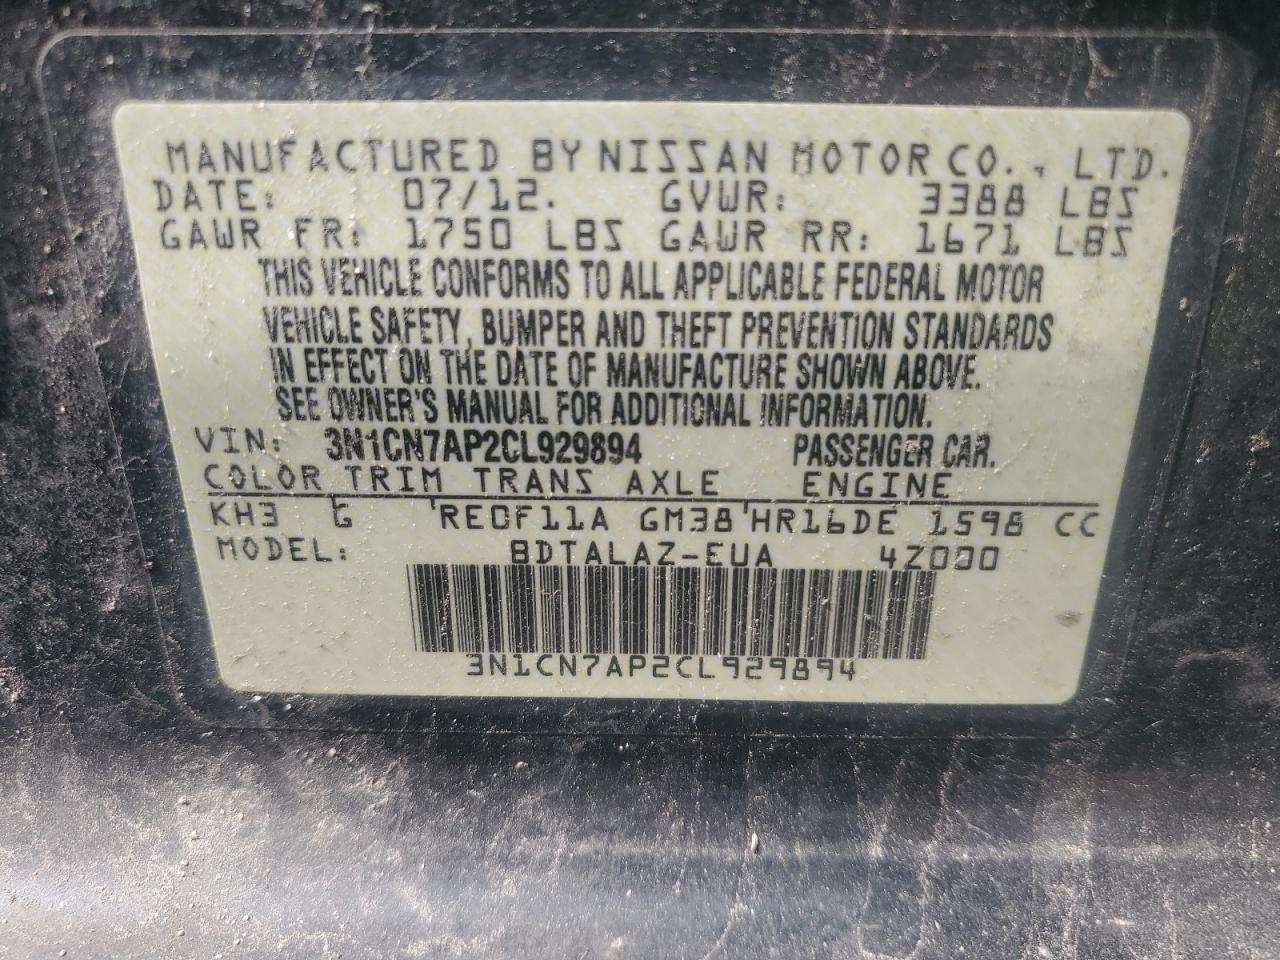 MANUFACTURED BY NISSAN MOTOR CO., LTD.
DATE: 07/12. GVWR: 3388 LBS
GAWR FR: 1750 LBS GAWR RR: 1671 LBS
THIS VEHICLE CONFORMS TO ALL APPLICABLE FEDERAL MOTOR
VEHICLE SAFETY, BUMPER AND THEFT PREVENTION STANDARDS
IN EFFECT ON THE DATE OF MANUFACTURE SHOWN ABOVE.
SEE OWNER'S MANUAL FOR ADDITIONAL INFORMATION.
VIN: 3N1CN7AP2CL929894 PASSENGER CAR.
COLOR TRIM TRANS AXLE ENGINE
KH3 G RE0F11A GM38 HR16DE 1598 CC
MODEL: BDTALAZ-EUA 4Z000
3N1CN7AP2CL929894